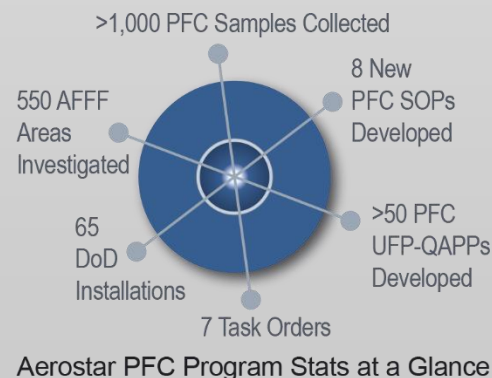 >1,000 PFC Samples Collected
8 New
PFC SOPs
Developed
550 AFFF
Areas
Investigated
>50 PFC
UFP-QAPPs
Developed
65
DoD
Installations
7 Task Orders
Aerostar PFC Program Stats at a Glance